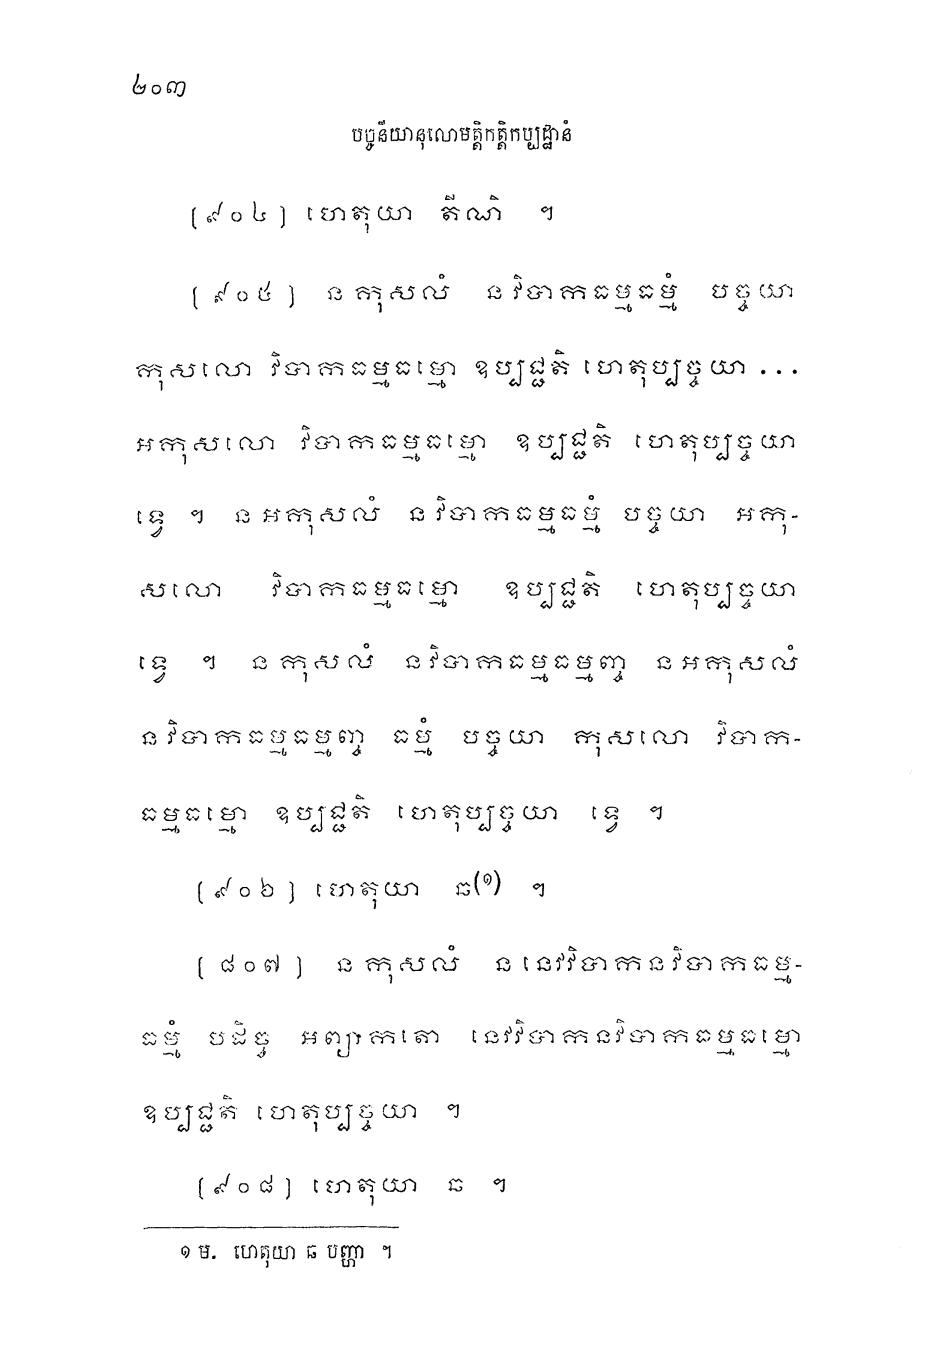 ២០៣
បច្ចនីយានុលោមត្តិកត្តិកប្បដ្ឋានំ
(៩០៤) ហេតុយា តីណិ ។
(៩០៥) ន កុសលំ ន វិបាកធម្មធម្មំ បច្ចយា
កុសលោ វិបាកធម្មធម្មោ ឧប្បជ្ជតិ ហេតុប្បច្ចយា ...
អកុសលោ វិបាកធម្មធម្មោ ឧប្បជ្ជតិ ហេតុប្បច្ចយា
ទ្វេ ។ ន អកុសលំ ន វិបាកធម្មធម្មំ បច្ចយា អកុ-
សលោ វិបាកធម្មធម្មោ ឧប្បជ្ជតិ ហេតុប្បច្ចយា
ទ្វេ ។ ន កុសលំ ន វិបាកធម្មធម្មញ្ច ន អកុសលំ
ន វិបាកធម្មធម្មញ្ច ធម្មំ បច្ចយា កុសលោ វិបាក-
ធម្មធម្មោ ឧប្បជ្ជតិ ហេតុប្បច្ចយា ទ្វេ ។
(៩០៦) ហេតុយា ឆ(១) ។
(៨០៧) ន កុសលំ ន នេវវិបាកនវិបាកធម្ម-
ធម្មំ បដិច្ច អព្យាកតោ នេវវិបាកនវិបាកធម្មធម្មោ
ឧប្បជ្ជតិ ហេតុប្បច្ចយា ។
(៩០៨) ហេតុយា ឆ ។
១ ម. ហេតុយា ឆ បញ្ហា ។